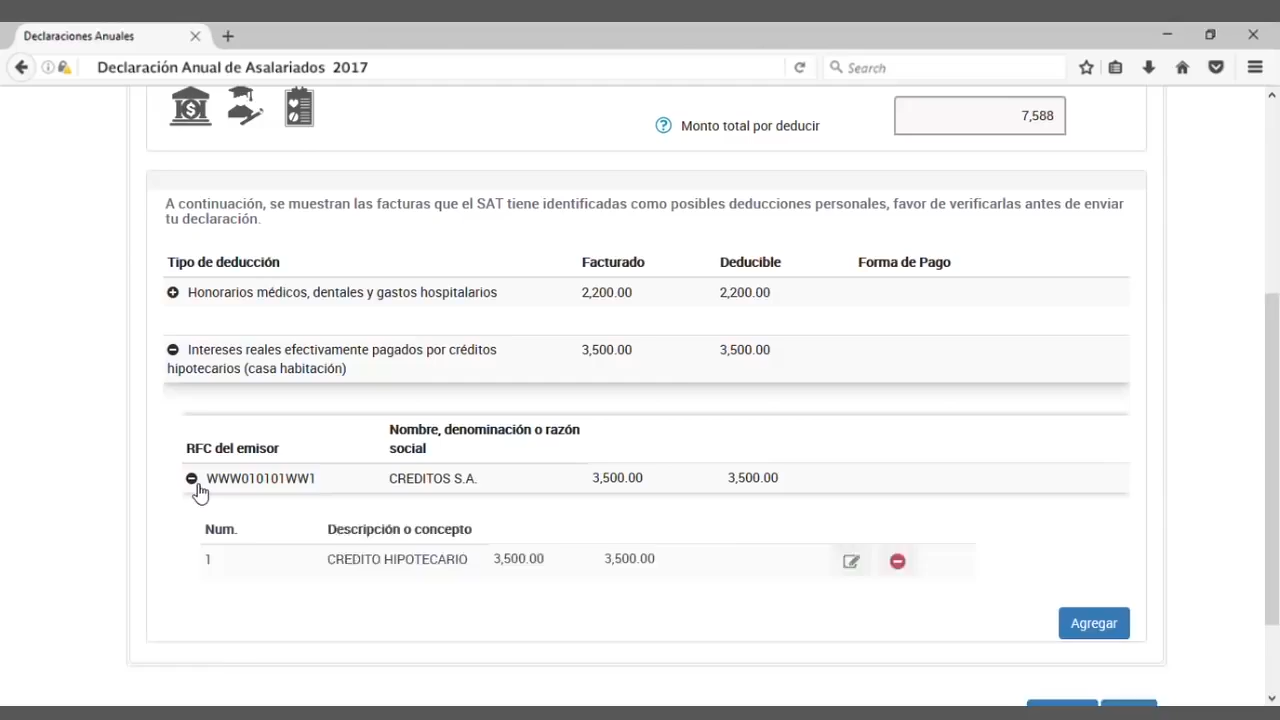 Declaraciones Anuales
Declaración Anual de Asalariados 2017
Search
Monto total por deducir
7,588
A continuación, se muestran las facturas que el SAT tiene identificadas como posibles deducciones personales, favor de verificarlas antes de enviar
tu declaración.
Tipo de deducción Facturado Deducible Forma de Pago
Honorarios médicos, dentales y gastos hospitalarios 2,200.00 2,200.00
Intereses reales efectivamente pagados por créditos 3,500.00 3,500.00
hipotecarios (casa habitación)
Nombre, denominación o razón
RFC del emisor social
WWW010101WW1 CREDITOS S.A. 3,500.00 3,500.00
Num. Descripción o concepto
1 CREDITO HIPOTECARIO 3,500.00 3,500.00
Agregar